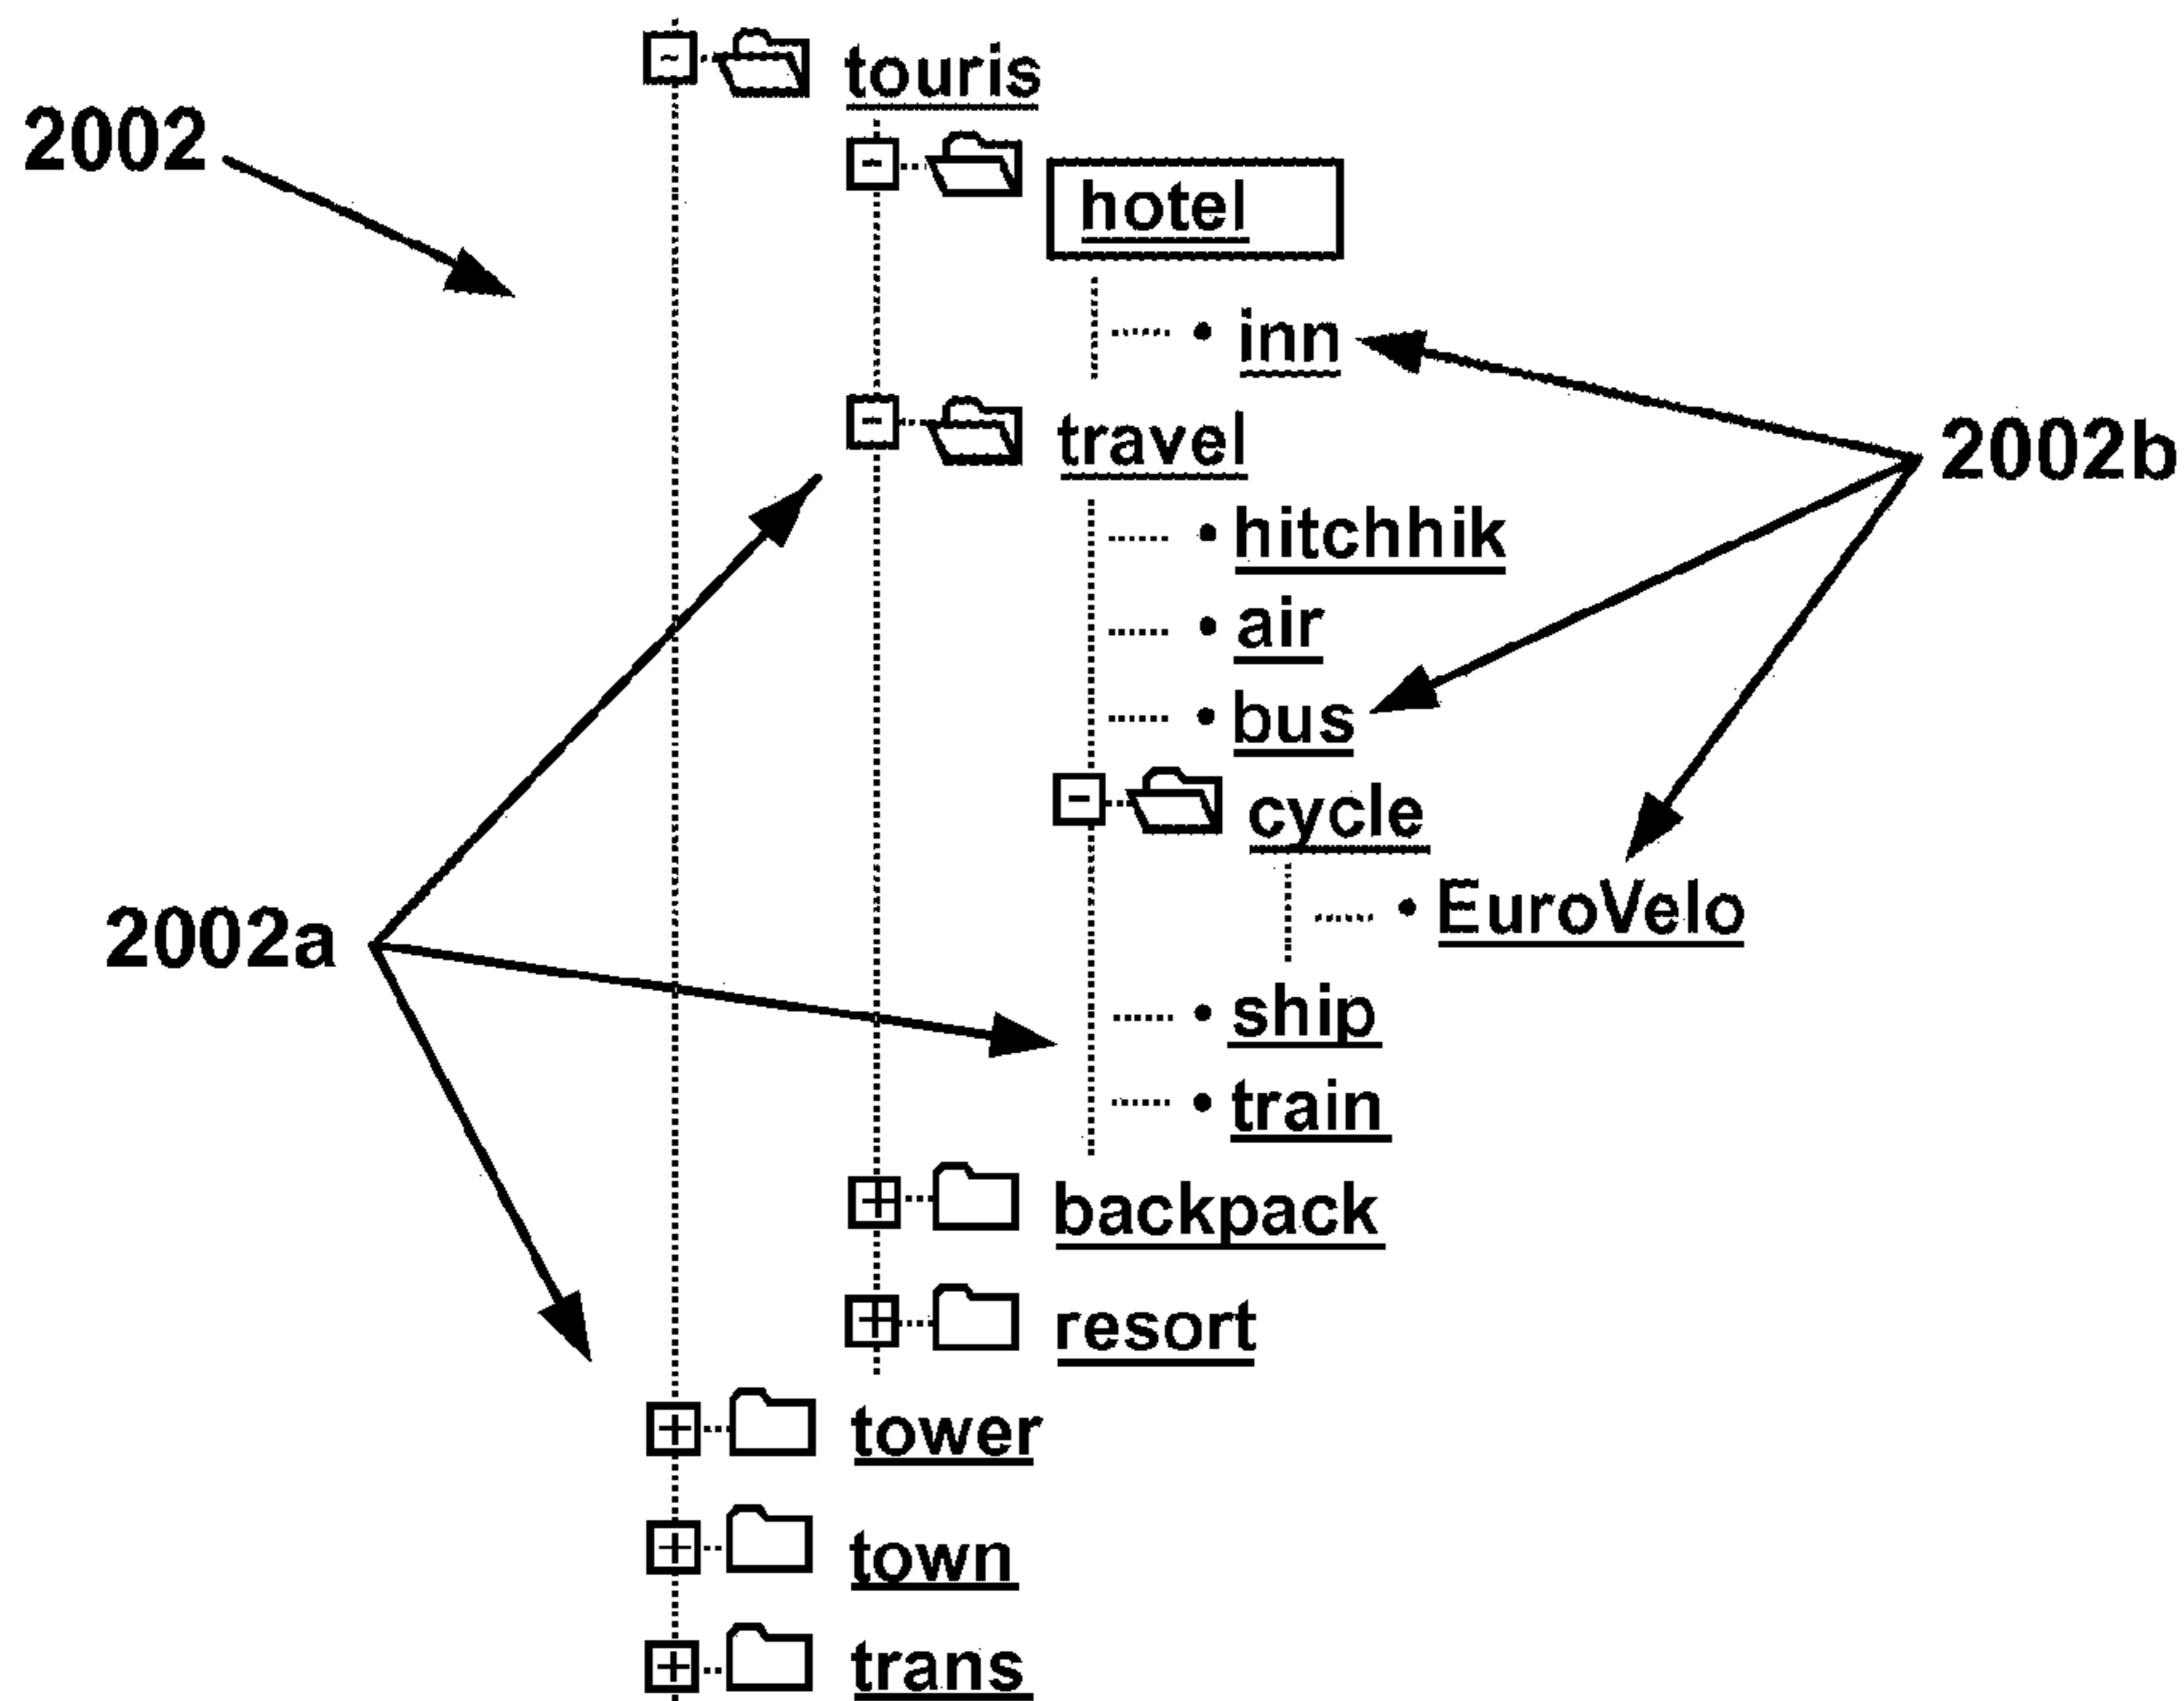 touris
2002
hotel
inn
travel
2002b
hitchhik
air
bus
cycle
EuroVelo
2002a
ship
train
backpack
resort
tower
town
trans